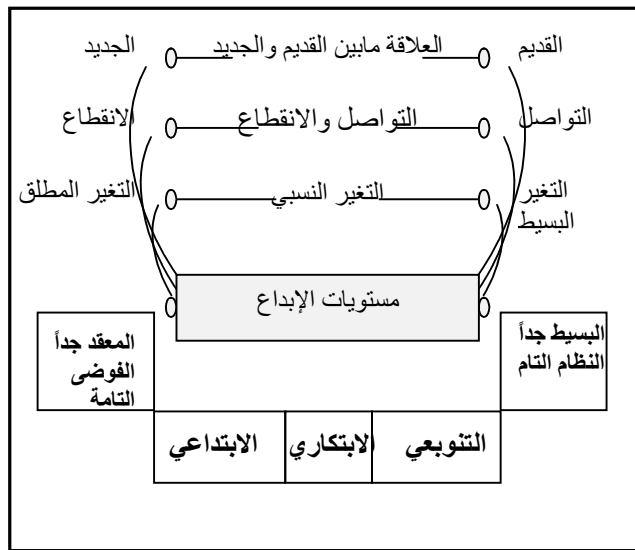 القديم العلاقة مابين القديم والجديد الجديد
التواصل التواصل والانقطاع الانقطاع
التغير البسيط التغير النسبي التغير المطلق
مستويات الإبداع
البسيط جداً
النظام التام
المعقد جداً
الفوضى
التامة
التنوبعي الابتكاري الابتداعي